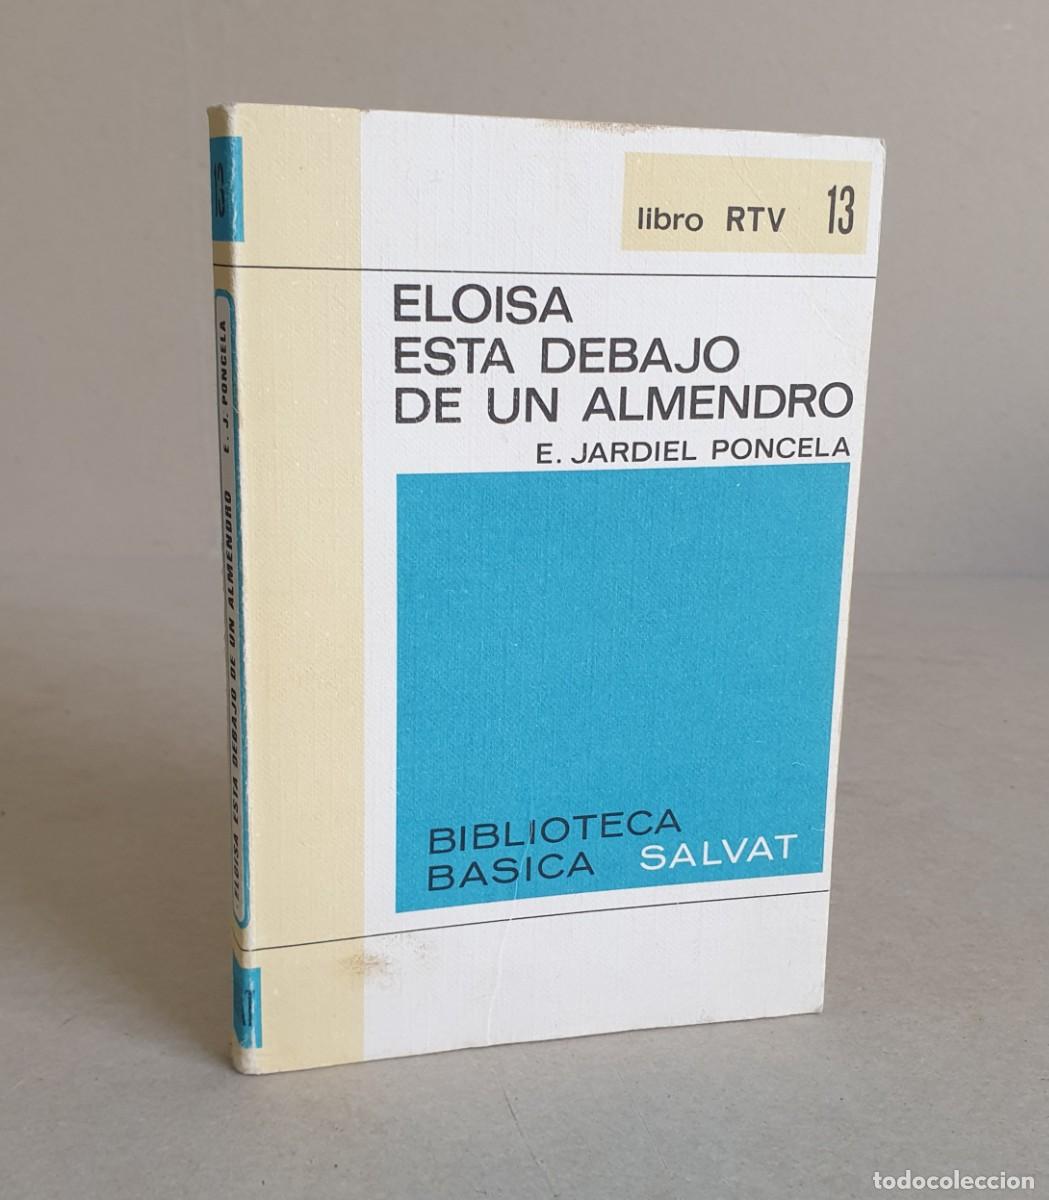 libro RTV 13
ELOISA
ESTA DEBAJO
DE UN ALMENDRO
E. JARDIEL PONCELA
BIBLIOTECA
BASICA SALVAT
13
ELOISA ESTA DEBAJO DE UN ALMENDRO E. J. PONCELA
todocoleccion